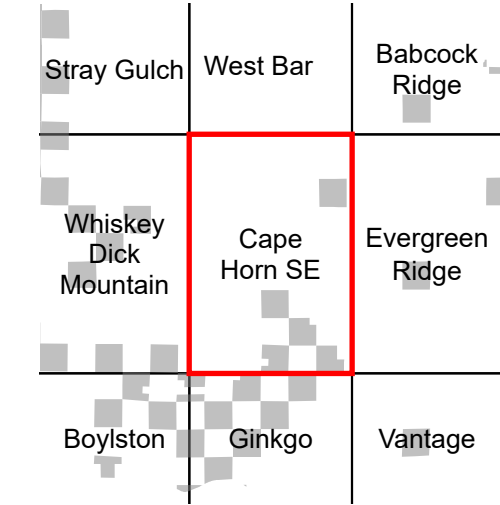 Stray Gulch
West Bar
Babcock
Ridge
Whiskey
Dick
Mountain
Cape
Horn SE
Evergreen
Ridge
Boylston
Ginkgo
Vantage